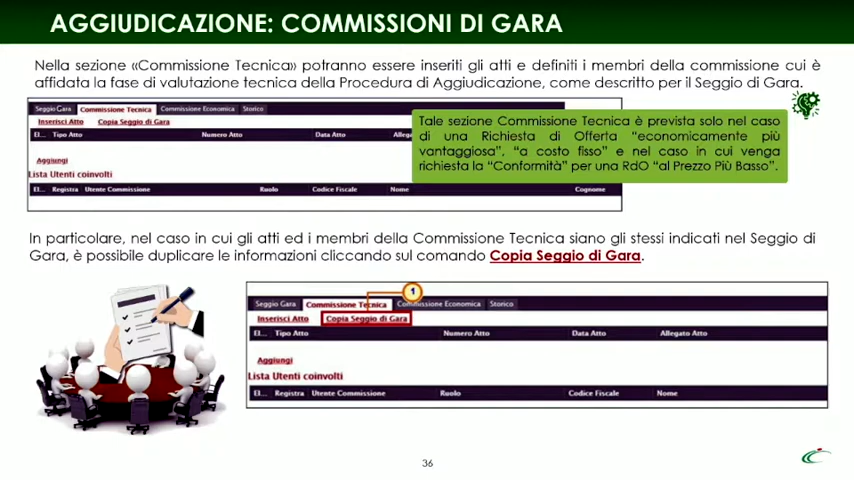 AGGIUDICAZIONE: COMMISSIONI DI GARA
Nella sezione «Commissione Tecnica» potranno essere inseriti gli atti e definiti i membri della commissione cui è
affidata la fase di valutazione tecnica della Procedura di Aggiudicazione, come descritto per il Seggio di Gara.
Seggio Gara Commissione Tecnica Commissione Economica Storico
Inserisci Atto Copia Seggio di Gara
El... Tipo Atto Numero Atto Data Atto Allega
Aggiungi
Lista Utenti coinvolti
El... Registra Utente Commissione Ruolo Codice Fiscale Nome Cognome
Tale sezione Commissione Tecnica è prevista solo nel caso
di una Richiesta di Offerta “economicamente più
vantaggiosa”, “a costo fisso” e nel caso in cui venga
richiesta la “Conformità” per una RdO “al Prezzo Più Basso”.
In particolare, nel caso in cui gli atti ed i membri della Commissione Tecnica siano gli stessi indicati nel Seggio di
Gara, è possibile duplicare le informazioni cliccando sul comando Copia Seggio di Gara.
1
Seggio Gara Commissione Tecnica Commissione Economica Storico
Inserisci Atto Copia Seggio di Gara
El... Tipo Atto Numero Atto Data Atto Allegato Atto
Aggiungi
Lista Utenti coinvolti
El... Registra Utente Commissione Ruolo Codice Fiscale Nome
36